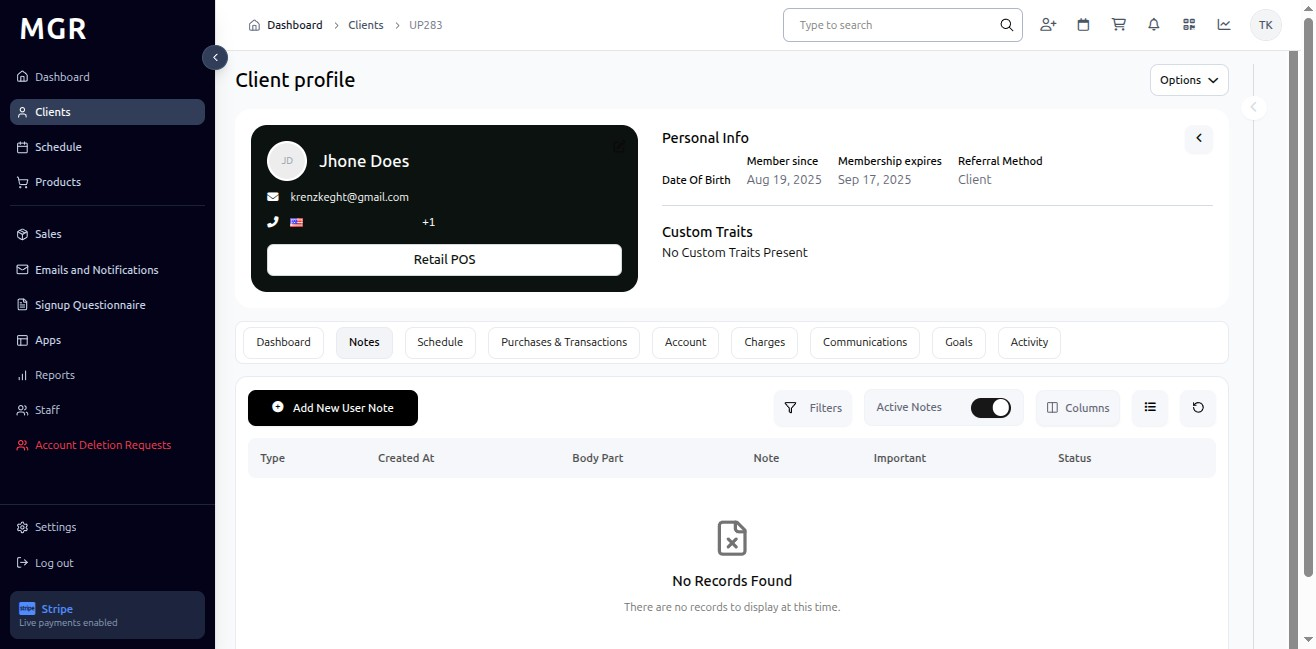 MGR
Dashboard
Clients
Schedule
Products
Sales
Emails and Notifications
Signup Questionnaire
Apps
Reports
Staff
Account Deletion Requests
Settings
Log out
stripe Stripe
Live payments enabled
Dashboard > Clients > UP283
Type to search
TK
Client profile
Options
JD
Jhone Does
krenzkeght@gmail.com
+1
Retail POS
Personal Info
Date Of Birth
Member since
Aug 19, 2025
Membership expires
Sep 17, 2025
Referral Method
Client
Custom Traits
No Custom Traits Present
Dashboard Notes Schedule Purchases & Transactions Account Charges Communications Goals Activity
Add New User Note
Filters
Active Notes
Columns
Type Created At Body Part Note Important Status
No Records Found
There are no records to display at this time.